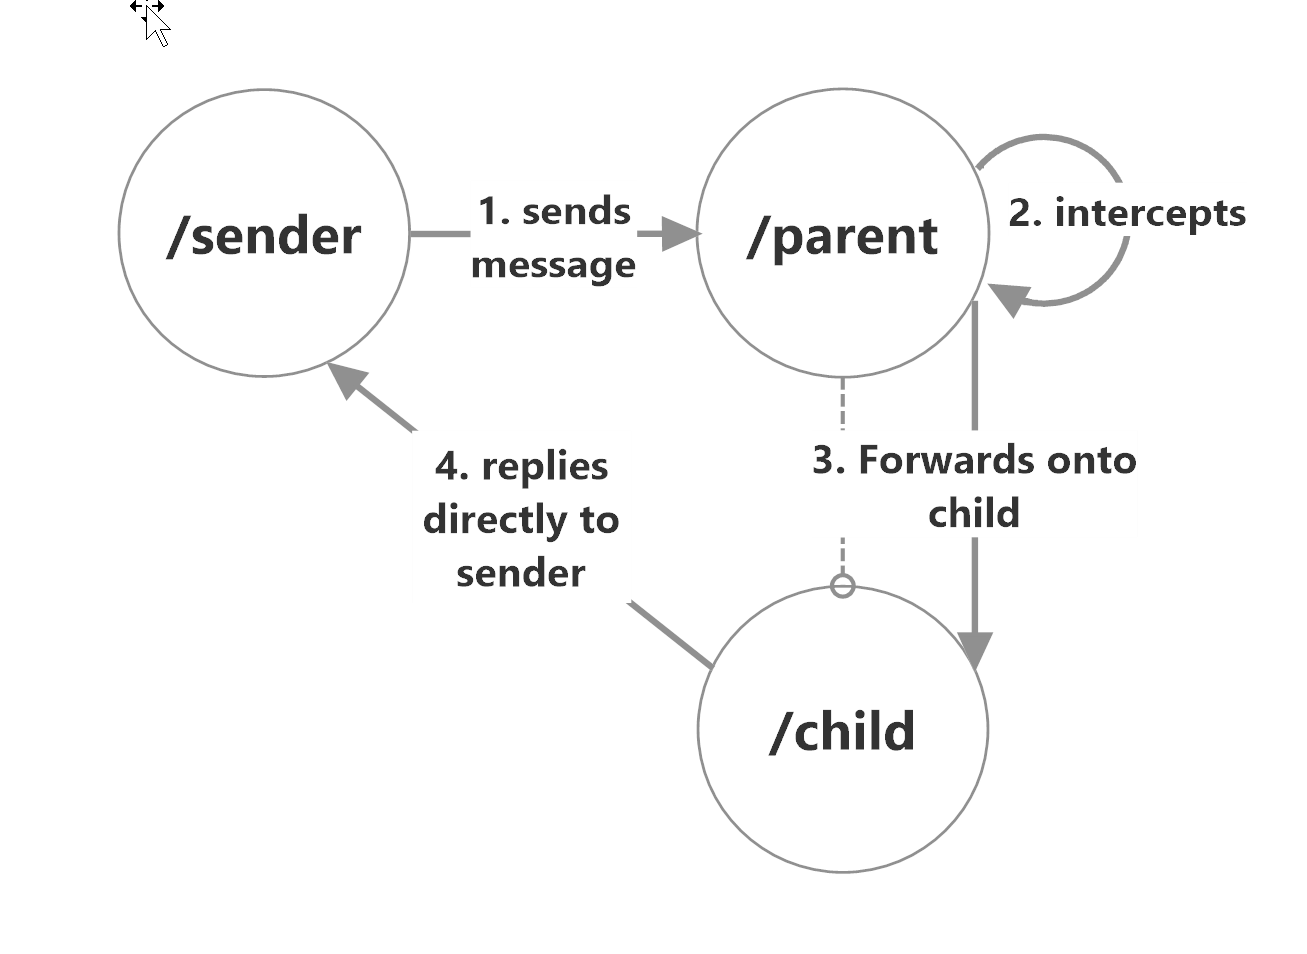 /sender
1. sends
message
/parent
2. intercepts
3. Forwards onto
child
4. replies
directly to
sender
/child